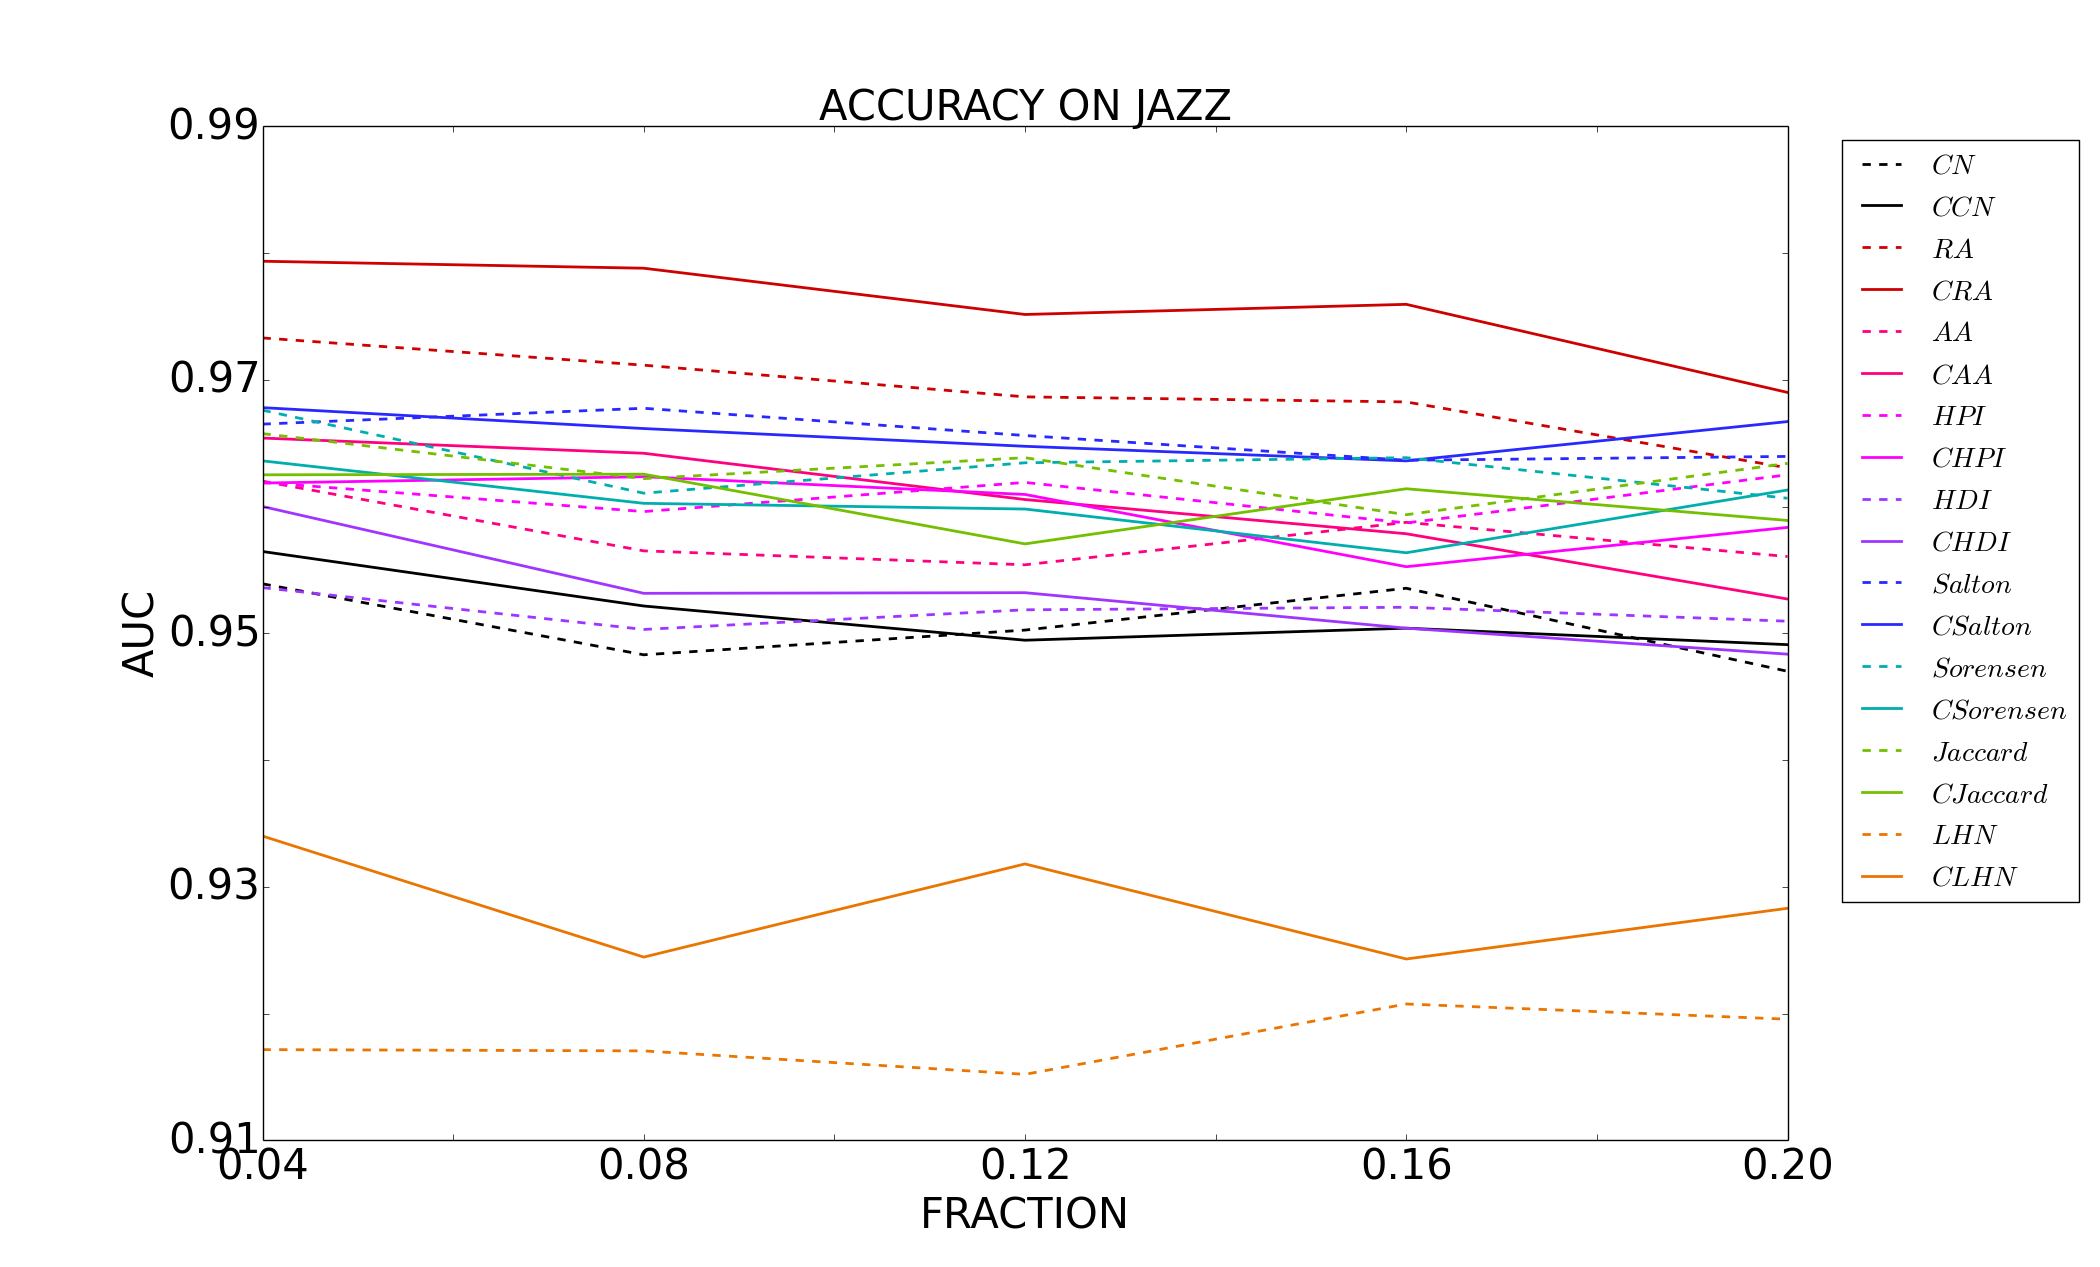 ACCURACY ON JAZZ
0.99
0.97
0.95
0.93
0.91
AUC
0.04 0.08 0.12 0.16 0.20
FRACTION
CN
CCN
RA
CRA
AA
CAA
HPI
CHPI
HDI
CHDI
Salton
CSalton
Sorensen
CSorensen
Jaccard
CJaccard
LHN
CLHN